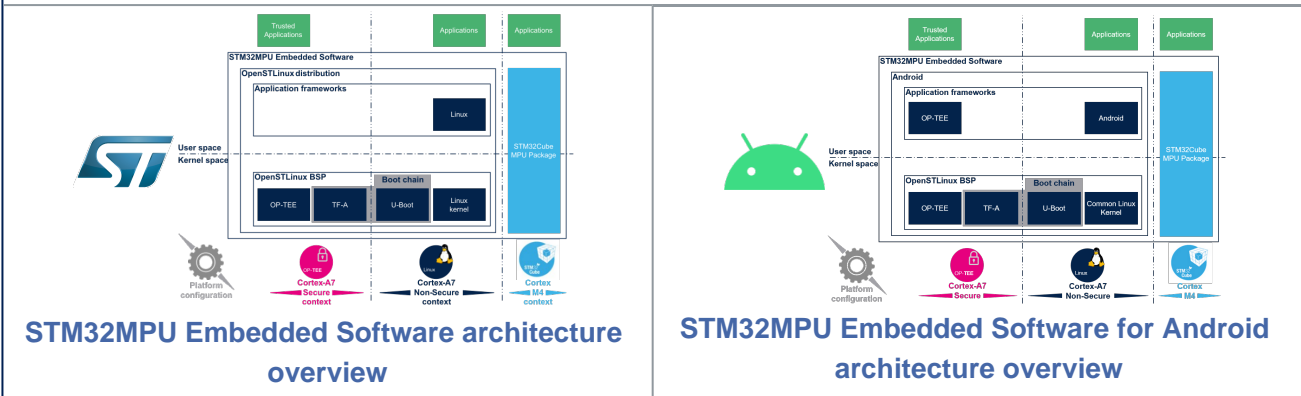 Trusted
Applications
Applications
Applications
STM32MPU Embedded Software
OpenSTLinux distribution
Application frameworks
Linux
STM32Cube
MPU Package
User space
Kernel space
OpenSTLinux BSP
Boot chain
OP-TEE
TF-A
U-Boot
Linux
kernel
Platform
configuration
OP-TEE
Cortex-A7
Secure
context
Linux
Cortex-A7
Non-Secure
context
STM32
Cube
Cortex
M4
context
STM32MPU Embedded Software architecture
overview
Trusted
Applications
Applications
Applications
STM32MPU Embedded Software
Android
Application frameworks
OP-TEE
Android
STM32Cube
MPU Package
User space
Kernel space
OpenSTLinux BSP
Boot chain
OP-TEE
TF-A
U-Boot
Common Linux
Kernel
Platform
configuration
OP-TEE
Cortex-A7
Secure
Linux
Cortex-A7
Non-Secure
STM32
Cube
Cortex
M4
STM32MPU Embedded Software for Android
architecture overview